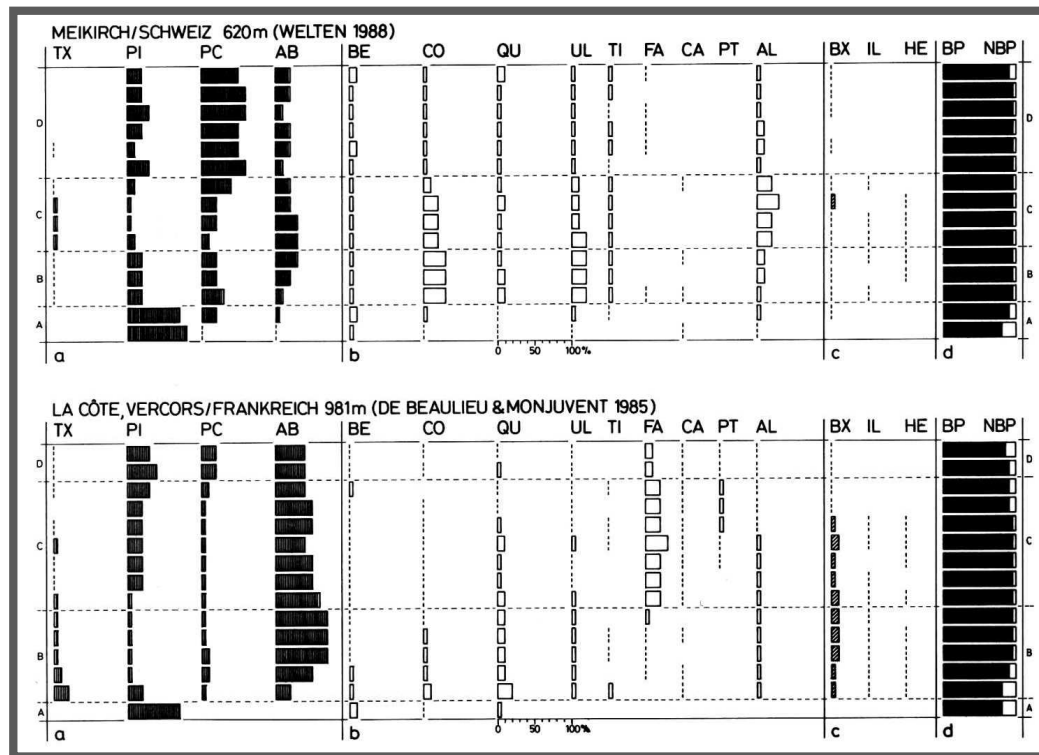 MEIKIRCH/SCHWEIZ 620m (WELTEN 1988)
TX PI PC AB BE CO QU UL TI FA CA PT AL BX IL HE BP NBP
D D
C C
B B
A A
a b 0 50 100% c d
LA CÔTE, VERCORS/FRANKREICH 981m (DE BEAULIEU & MONJUVENT 1985)
TX PI PC AB BE CO QU UL TI FA CA PT AL BX IL HE BP NBP
D D
C C
B B
A A
a b 0 50 100% c d